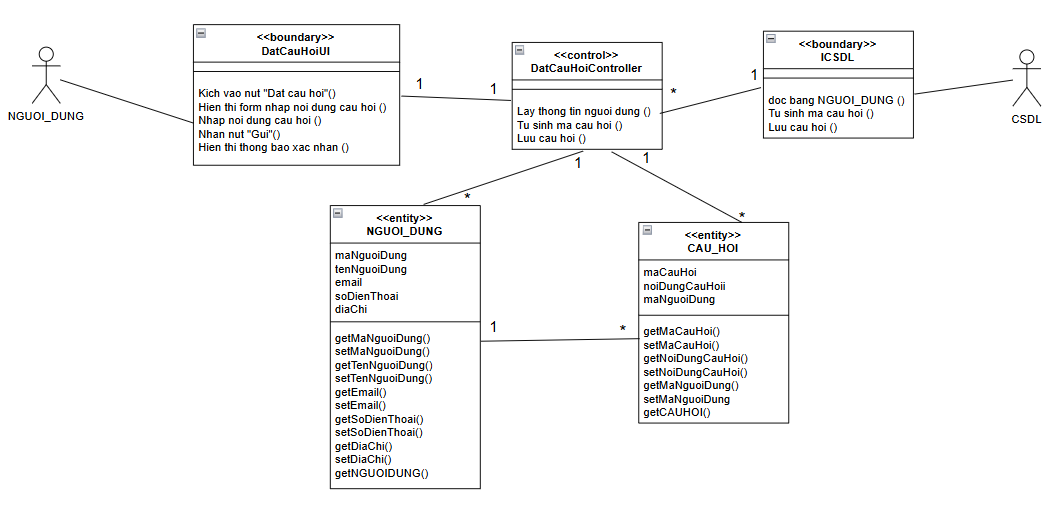 NGUOI_DUNG
<<boundary>>
DatCauHoiUI
Kich vao nut "Dat cau hoi"()
Hien thi form nhap noi dung cau hoi ()
Nhap noi dung cau hoi ()
Nhan nut "Gui"()
Hien thi thong bao xac nhan ()
1
1
<<control>>
DatCauHoiController
Lay thong tin nguoi dung ()
Tu sinh ma cau hoi ()
Luu cau hoi ()
*
1
<<boundary>>
ICSDL
doc bang NGUOI_DUNG ()
Tu sinh ma cau hoi ()
Luu cau hoi ()
CSDL
1
*
1
*
<<entity>>
NGUOI_DUNG
maNguoiDung
tenNguoiDung
email
soDienThoai
diaChi
getMaNguoiDung()
setMaNguoiDung()
getTenNguoiDung()
setTenNguoiDung()
getEmail()
setEmail()
getSoDienThoai()
setSoDienThoai()
getDiaChi()
setDiaChi()
getNGUOIDUNG()
1
*
<<entity>>
CAU_HOI
maCauHoi
noiDungCauHoii
maNguoiDung
getMaCauHoi()
setMaCauHoi()
getNoiDungCauHoi()
setNoiDungCauHoi()
getMaNguoiDung()
setMaNguoiDung
getCAUHOI()